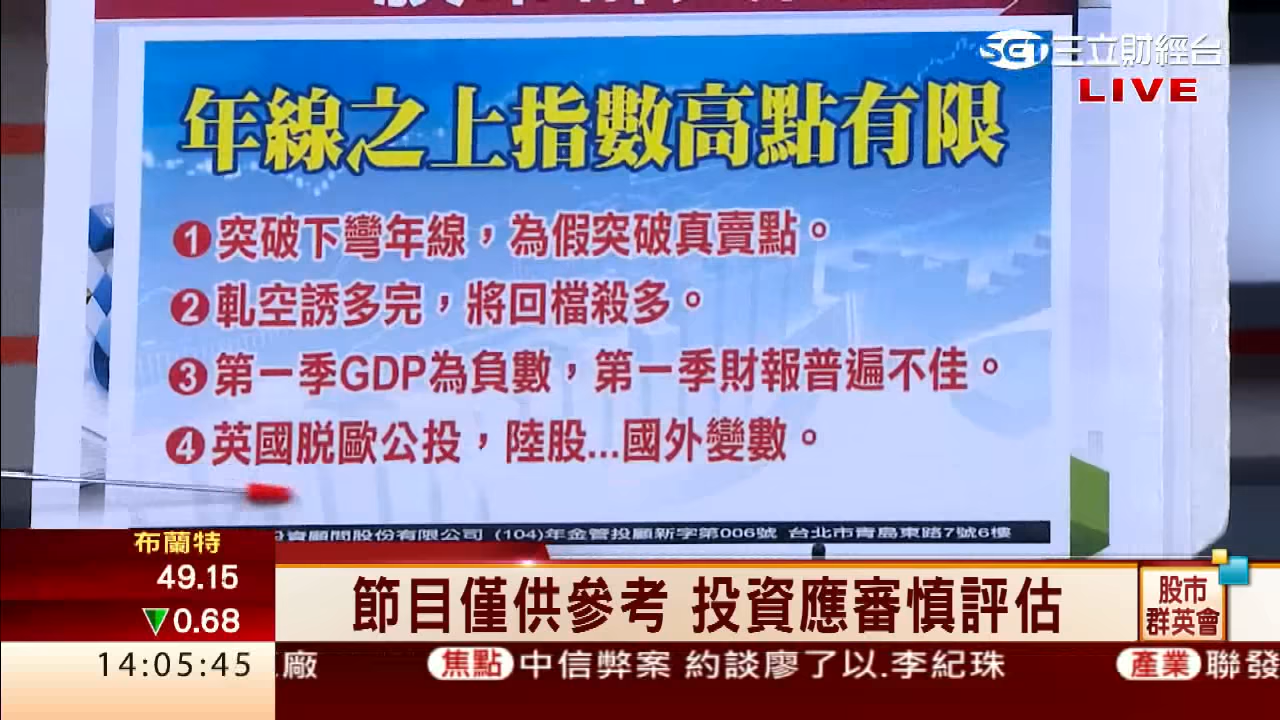 SET三立財經台
LIVE
年線之上指數高點有限
1突破下彎年線，為假突破真賣點。
2軋空誘多完，將回檔殺多。
3第一季GDP為負數，第一季財報普遍不佳。
4英國脫歐公投，陸股...國外變數。
投資顧問股份有限公司 (104)年金管投顧新字第006號 台北市青島東路7號6樓
布蘭特
49.15
▼0.68
節目僅供參考 投資應審慎評估
股市
群英會
14:05:45
廠 焦點 中信弊案 約談廖了以.李紀珠 產業 聯發